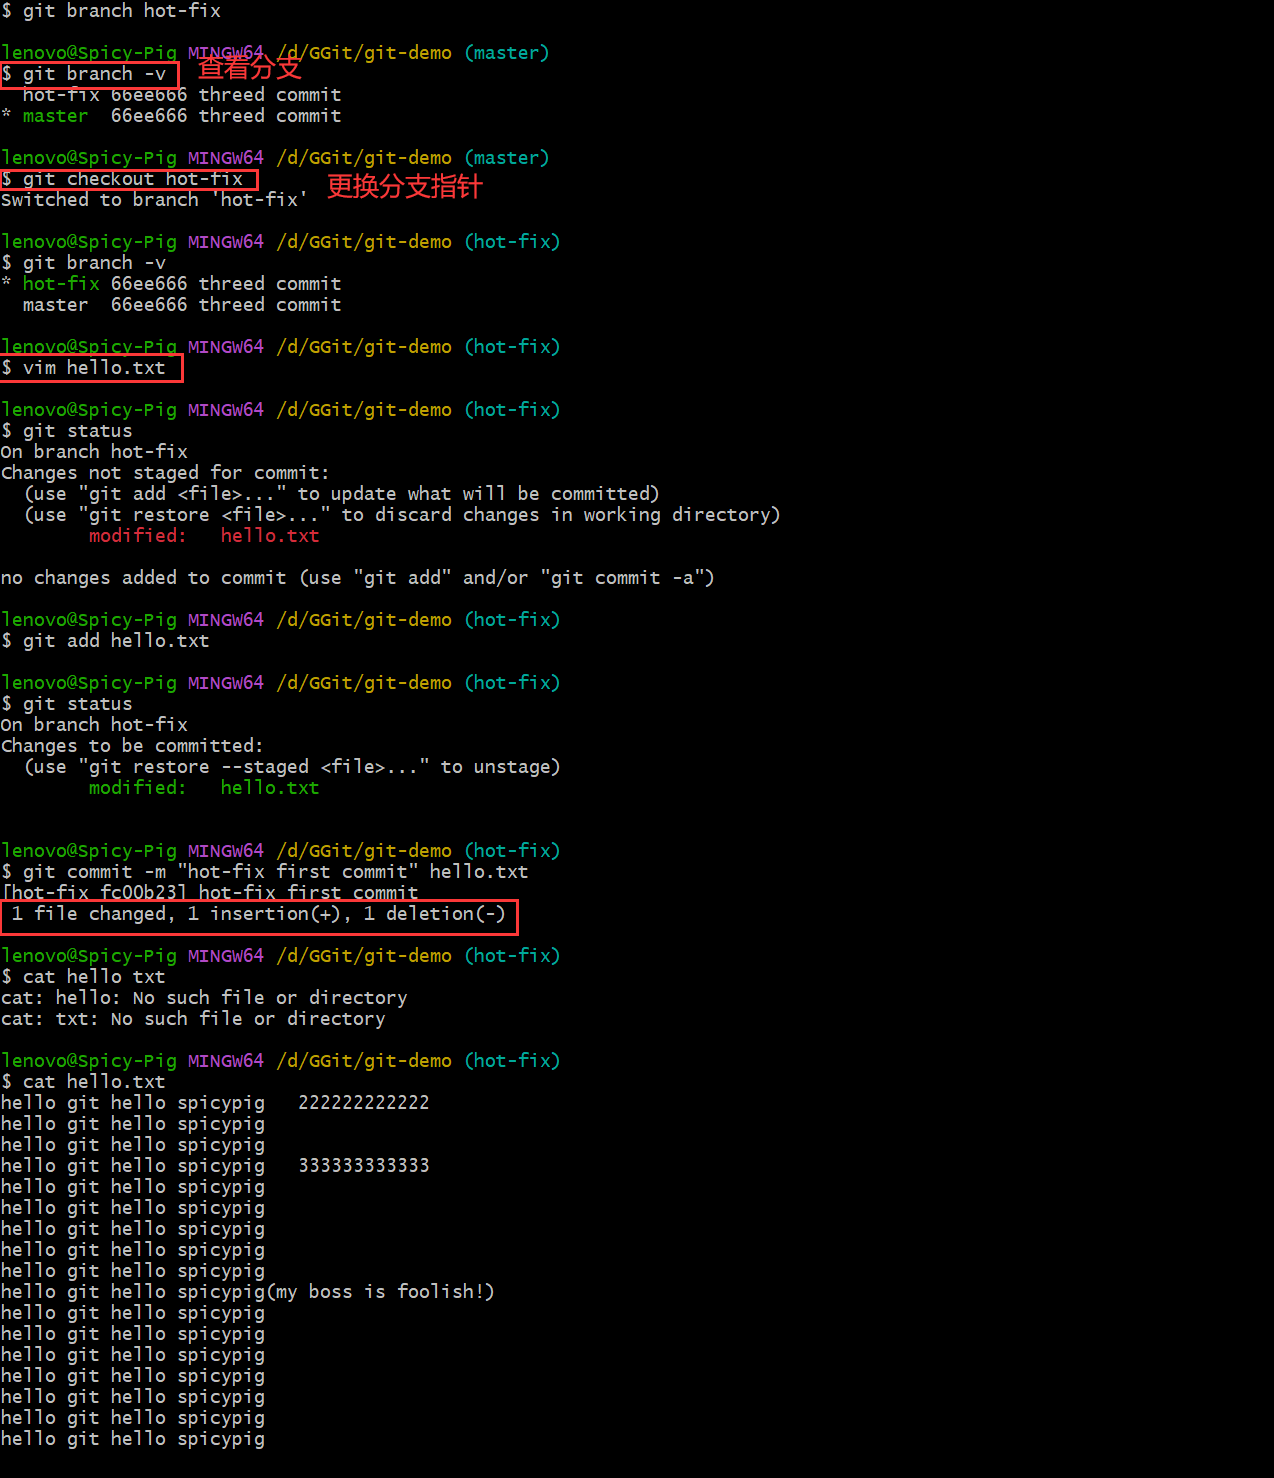 $ git branch hot-fix
lenovo@Spicy-Pig MINGW64 /d/GGit/git-demo (master)
$ git branch -v 查看分支
hot-fix 66ee666 threed commit
* master 66ee666 threed commit
lenovo@Spicy-Pig MINGW64 /d/GGit/git-demo (master)
$ git checkout hot-fix
更换分支指针
Switched to branch 'hot-fix'
lenovo@Spicy-Pig MINGW64 /d/GGit/git-demo (hot-fix)
$ git branch -v
* hot-fix 66ee666 threed commit
master 66ee666 threed commit
lenovo@Spicy-Pig MINGW64 /d/GGit/git-demo (hot-fix)
$ vim hello.txt
lenovo@Spicy-Pig MINGW64 /d/GGit/git-demo (hot-fix)
$ git status
On branch hot-fix
Changes not staged for commit:
(use "git add <file>..." to update what will be committed)
(use "git restore <file>..." to discard changes in working directory)
modified: hello.txt
no changes added to commit (use "git add" and/or "git commit -a")
lenovo@Spicy-Pig MINGW64 /d/GGit/git-demo (hot-fix)
$ git add hello.txt
lenovo@Spicy-Pig MINGW64 /d/GGit/git-demo (hot-fix)
$ git status
On branch hot-fix
Changes to be committed:
(use "git restore --staged <file>..." to unstage)
modified: hello.txt
lenovo@Spicy-Pig MINGW64 /d/GGit/git-demo (hot-fix)
$ git commit -m "hot-fix first commit" hello.txt
[hot-fix fc00b23] hot-fix first commit
1 file changed, 1 insertion(+), 1 deletion(-)
lenovo@Spicy-Pig MINGW64 /d/GGit/git-demo (hot-fix)
$ cat hello txt
cat: hello: No such file or directory
cat: txt: No such file or directory
lenovo@Spicy-Pig MINGW64 /d/GGit/git-demo (hot-fix)
$ cat hello.txt
hello git hello spicypig 222222222222
hello git hello spicypig
hello git hello spicypig
hello git hello spicypig 333333333333
hello git hello spicypig
hello git hello spicypig
hello git hello spicypig
hello git hello spicypig
hello git hello spicypig
hello git hello spicypig(my boss is foolish!)
hello git hello spicypig
hello git hello spicypig
hello git hello spicypig
hello git hello spicypig
hello git hello spicypig
hello git hello spicypig
hello git hello spicypig